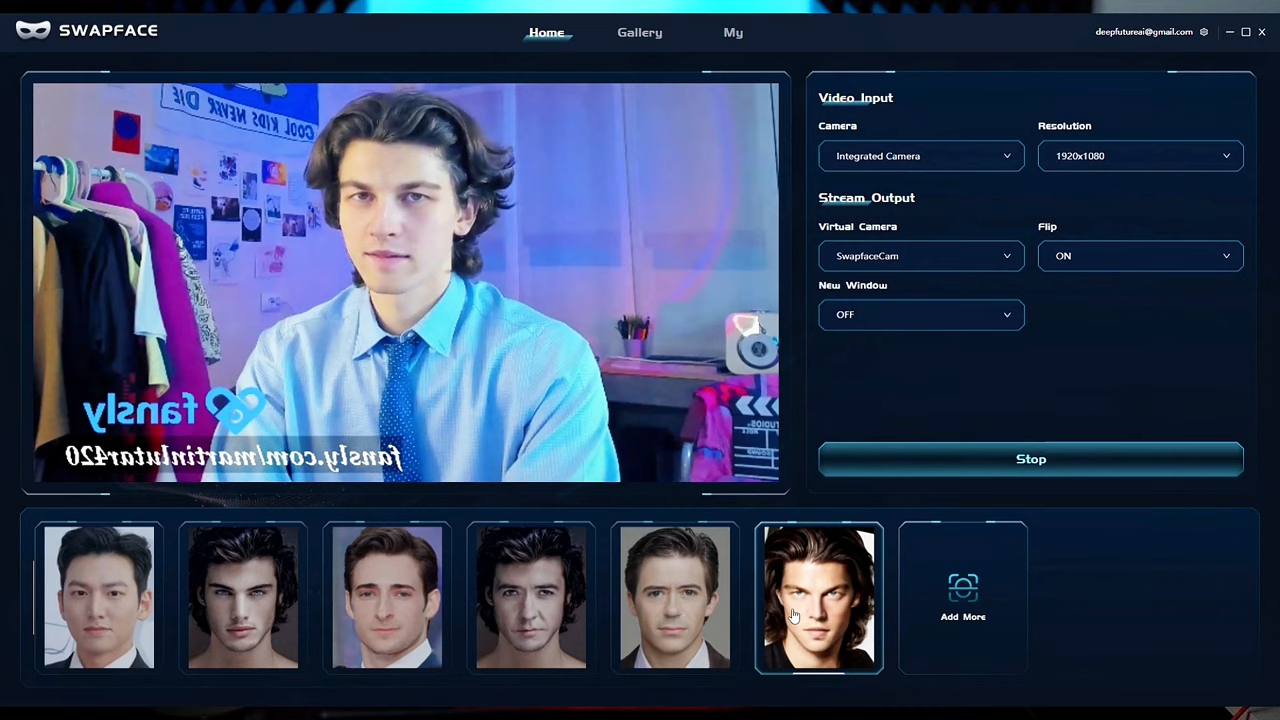 SWAPFACE
Home
Gallery
My
deepfutureai@gmail.com
COOL KIDS NEVER DIE
fansly
fansly.com/martinlutar420
Video Input
Camera
Resolution
Integrated Camera
1920x1080
Stream Output
Virtual Camera
Flip
SwapfaceCam
ON
New Window
OFF
Stop
Add More